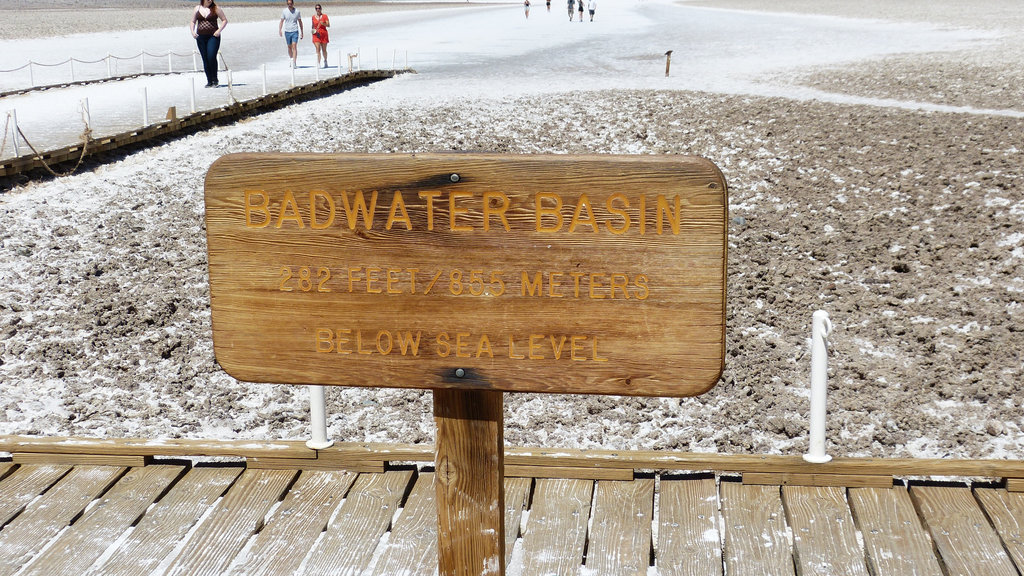 BADWATER BASIN
282 FEET/855 METERS
BELOW SEA LEVEL